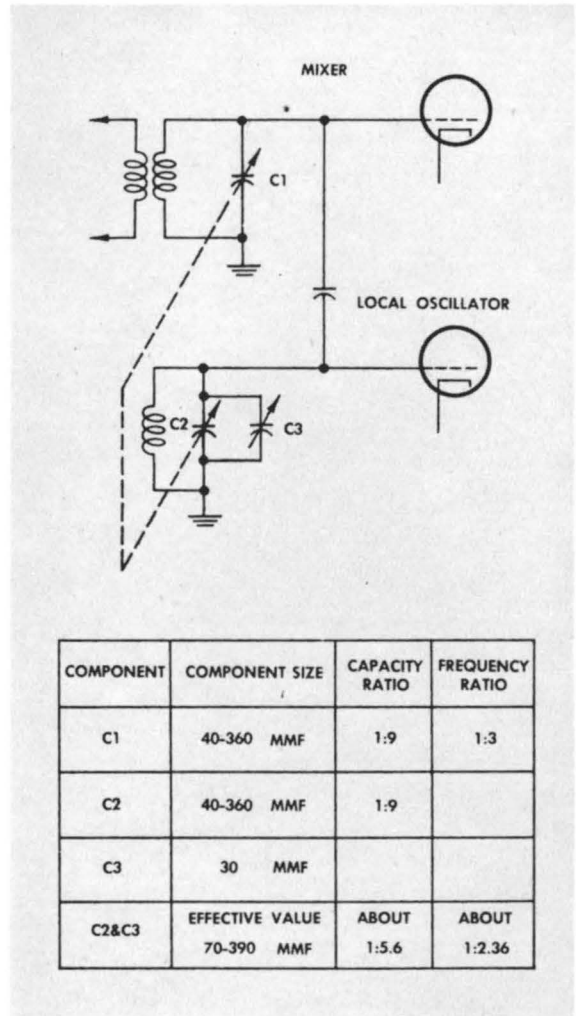 MIXER
C1
LOCAL OSCILLATOR
C2
C3
COMPONENT COMPONENT SIZE CAPACITY RATIO FREQUENCY RATIO
C1 40-360 MMF 1:9 1:3
C2 40-360 MMF 1:9
C3 30 MMF
C2&C3 EFFECTIVE VALUE 70-390 MMF ABOUT 1:5.6 ABOUT 1:2.36